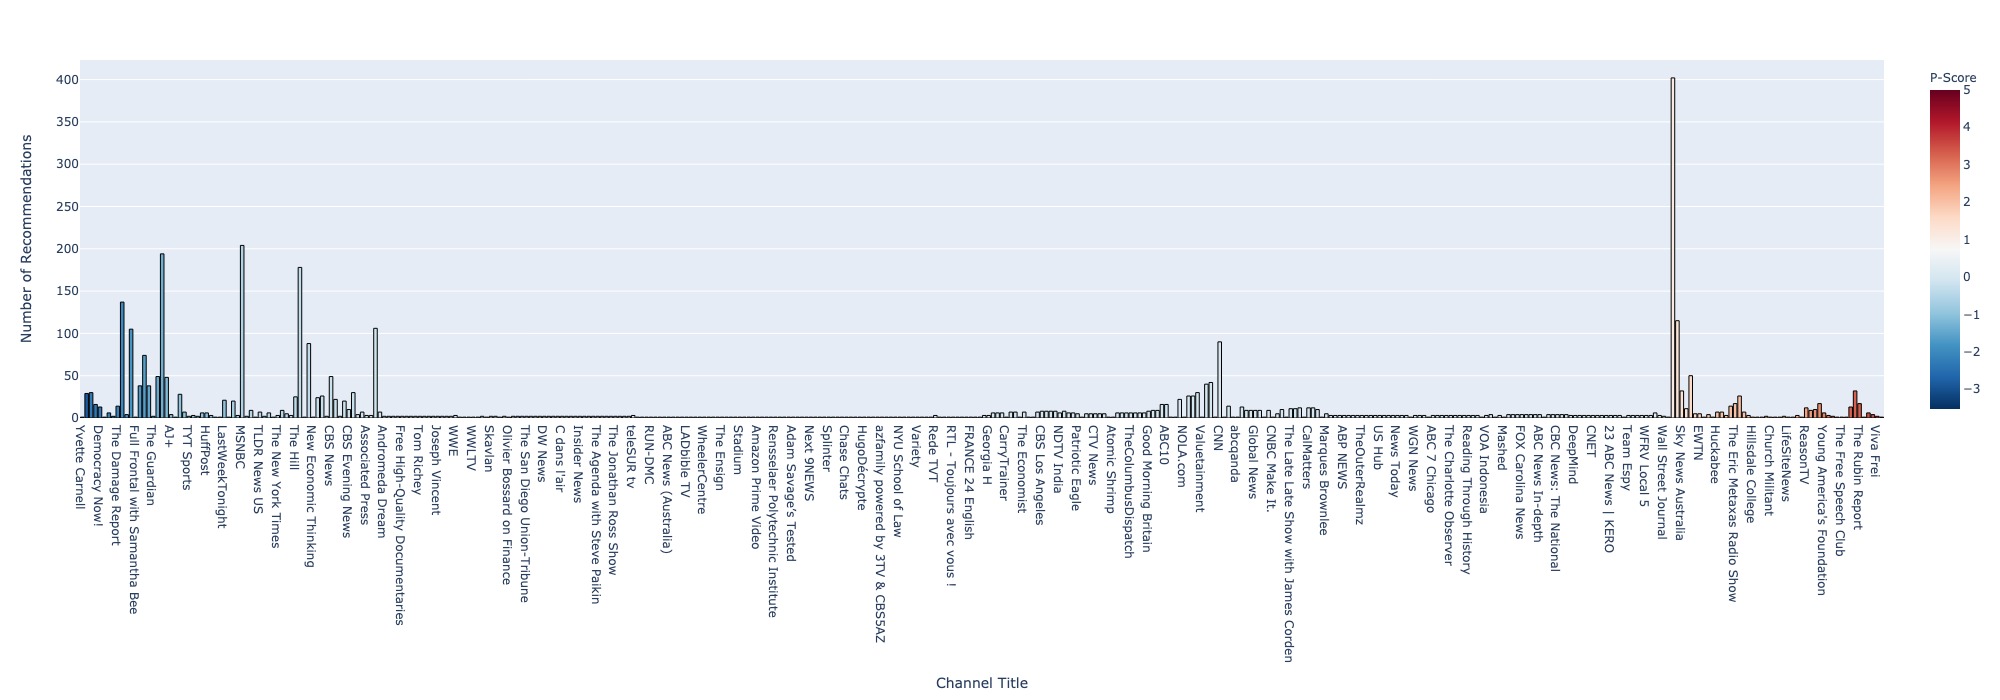 P-Score
5
4
3
2
1
0
−1
−2
−3
Number of Recommendations
400
350
300
250
200
150
100
50
0
Yvette Carnell
Democracy Now!
The Damage Report
Full Frontal with Samantha Bee
The Guardian
AJ+
TYT Sports
HuffPost
LastWeekTonight
MSNBC
TLDR News US
The New York Times
The Hill
New Economic Thinking
CBS News
CBS Evening News
Associated Press
Andromeda Dream
Free High-Quality Documentaries
Tom Richey
Joseph Vincent
WWE
WWLTV
Skavlan
Olivier Bossard on Finance
The San Diego Union-Tribune
DW News
C dans l'air
Insider News
The Agenda with Steve Paikin
The Jonathan Ross Show
teleSUR tv
RUN-DMC
ABC News (Australia)
LADbible TV
WheelerCentre
The Ensign
Stadium
Amazon Prime Video
Rensselaer Polytechnic Institute
Adam Savage’s Tested
Next 9NEWS
Splinter
Chase Chats
HugoDécrypte
azfamily powered by 3TV & CBS5AZ
NYU School of Law
Variety
Rede TVT
RTL - Toujours avec vous !
FRANCE 24 English
Georgia H
CarryTrainer
The Economist
CBS Los Angeles
NDTV India
Patriotic Eagle
CTV News
Atomic Shrimp
TheColumbusDispatch
Good Morning Britain
ABC10
NOLA.com
Valuetainment
CNN
abcqanda
Global News
CNBC Make It.
The Late Late Show with James Corden
CalMatters
Marques Brownlee
ABP NEWS
TheOuterRealmz
US Hub
News Today
WGN News
ABC 7 Chicago
The Charlotte Observer
Reading Through History
VOA Indonesia
Mashed
FOX Carolina News
ABC News In-depth
CBC News: The National
DeepMind
CNET
23 ABC News | KERO
Team Espy
WFRV Local 5
Wall Street Journal
Sky News Australia
EWTN
Huckabee
The Eric Metaxas Radio Show
Hillsdale College
Church Militant
LifeSiteNews
ReasonTV
Young America's Foundation
The Free Speech Club
The Rubin Report
Viva Frei
Channel Title